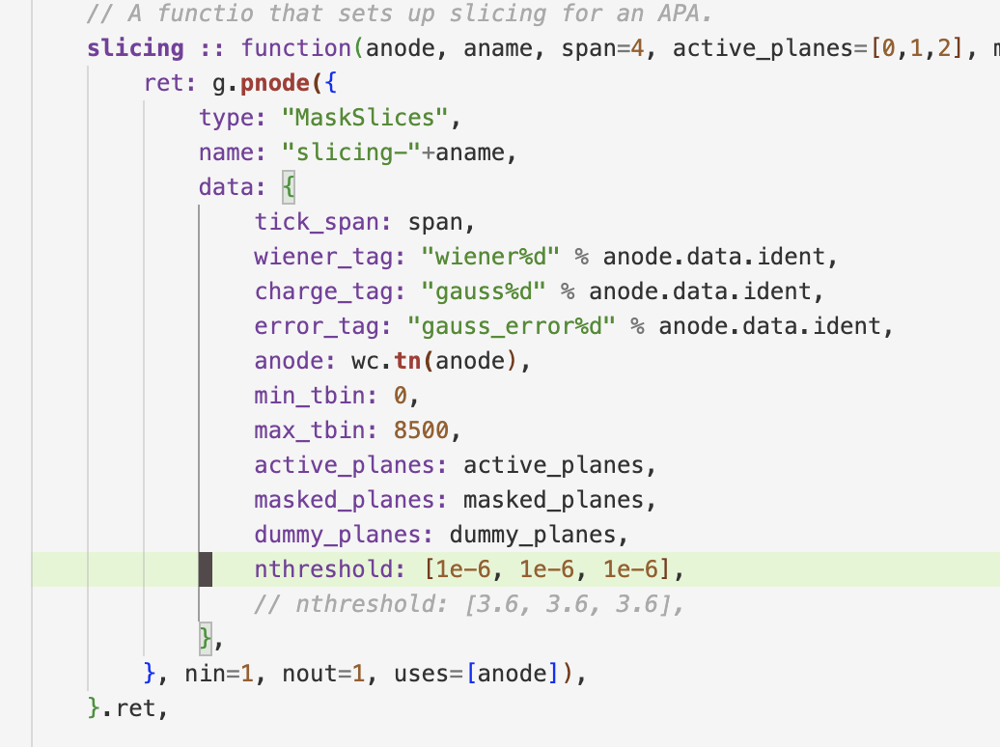 // A functio that sets up slicing for an APA.
slicing :: function(anode, aname, span=4, active_planes=[0,1,2],
ret: g.pnode({
type: "MaskSlices",
name: "slicing-"+aname,
data: {
tick_span: span,
wiener_tag: "wiener%d" % anode.data.ident,
charge_tag: "gauss%d" % anode.data.ident,
error_tag: "gauss_error%d" % anode.data.ident,
anode: wc.tn(anode),
min_tbin: 0,
max_tbin: 8500,
active_planes: active_planes,
masked_planes: masked_planes,
dummy_planes: dummy_planes,
nthreshold: [1e-6, 1e-6, 1e-6],
// nthreshold: [3.6, 3.6, 3.6],
},
}, nin=1, nout=1, uses=[anode]),
}.ret,